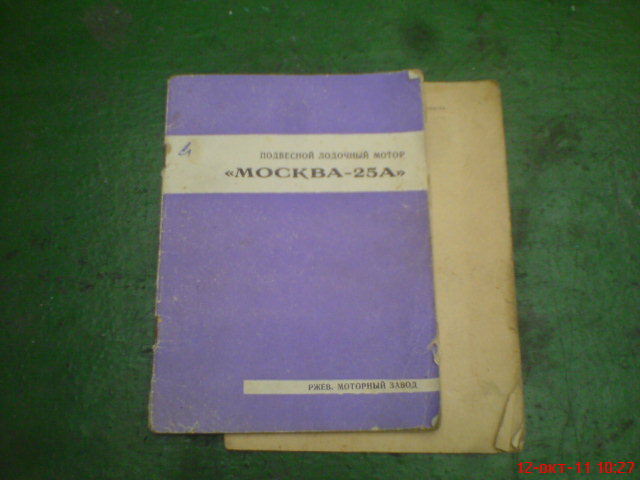 ПОДВЕСНОЙ ЛОДОЧНЫЙ МОТОР
«МОСКВА-25А»
РЖЕВ. МОТОРНЫЙ ЗАВОД
12-окт-11 10:27